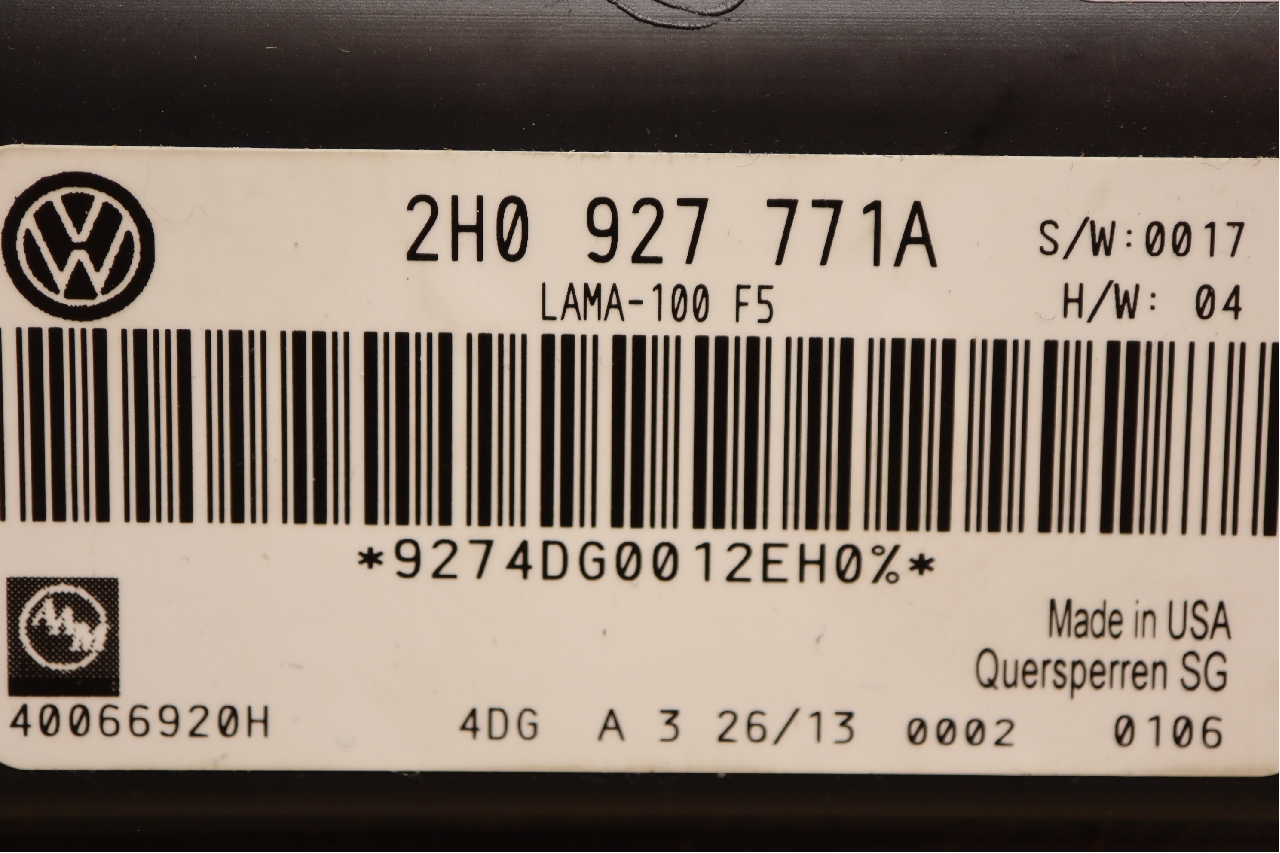 2H0 927 771A
S/W:0017
LAMA-100 F5
H/W: 04
*9274DG0012EH0%*
Made in USA
Quersperren SG
AAM
40066920H 4DG A 3 26/13 0002 0106